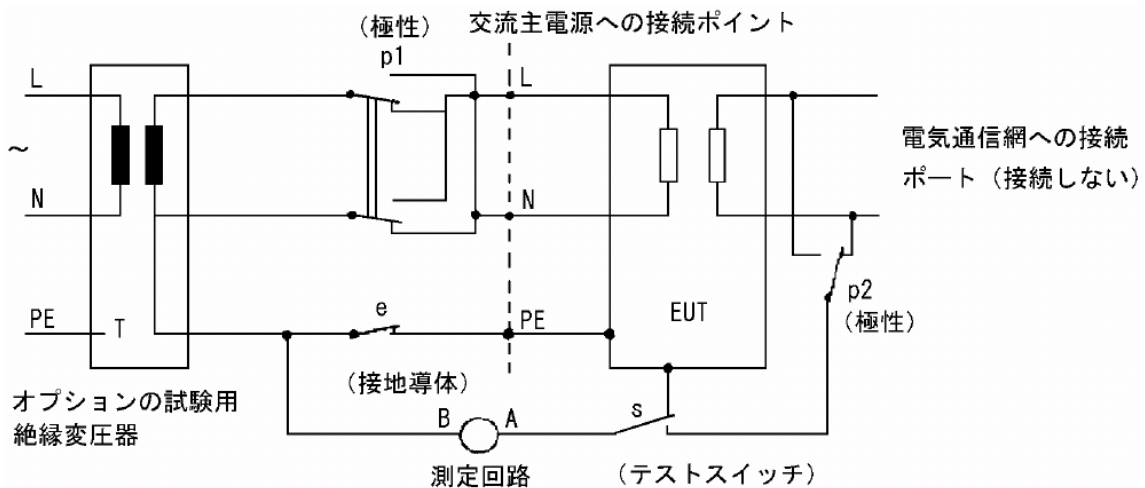 (極性)
p1
交流主電源への接続ポイント
L
L
~
N
N
電気通信網への接続
ポート（接続しない）
PE
T
e
PE
EUT
p2
(極性)
(接地導体)
オプションの試験用
絶縁変圧器
B
A
s
測定回路
(テストスイッチ)